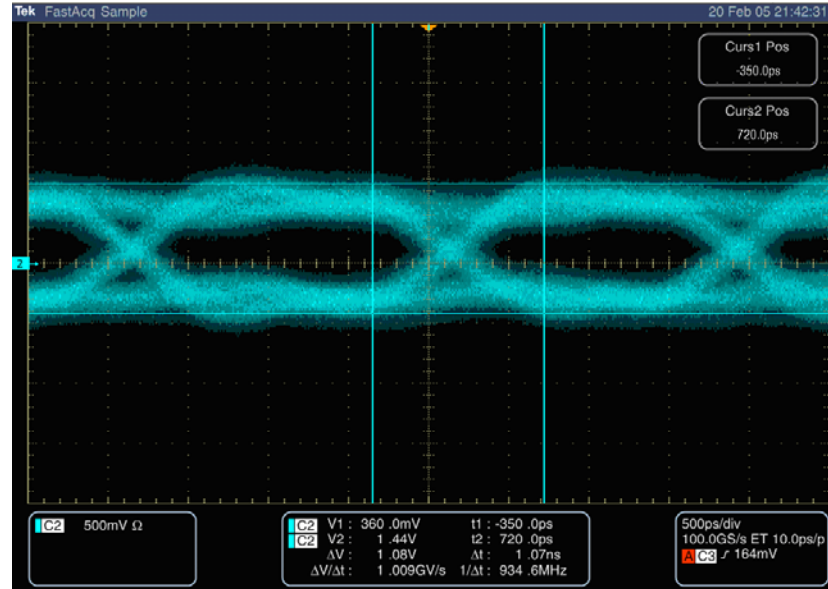 Tek FastAcq Sample 20 Feb 05 21:42:31
Curs1 Pos
-350.0ps
Curs2 Pos
720.0ps
2
C2 500mV Ω
C2 V1 : 360 .0mV t1 : -350 .0ps
C2 V2 : 1 .44V t2 : 720 .0ps
ΔV : 1 .08V Δt : 1 .07ns
ΔV/Δt : 1 .009GV/s 1/Δt : 934 .6MHz
500ps/div
100.0GS/s ET 10.0ps/p
A C3 164mV